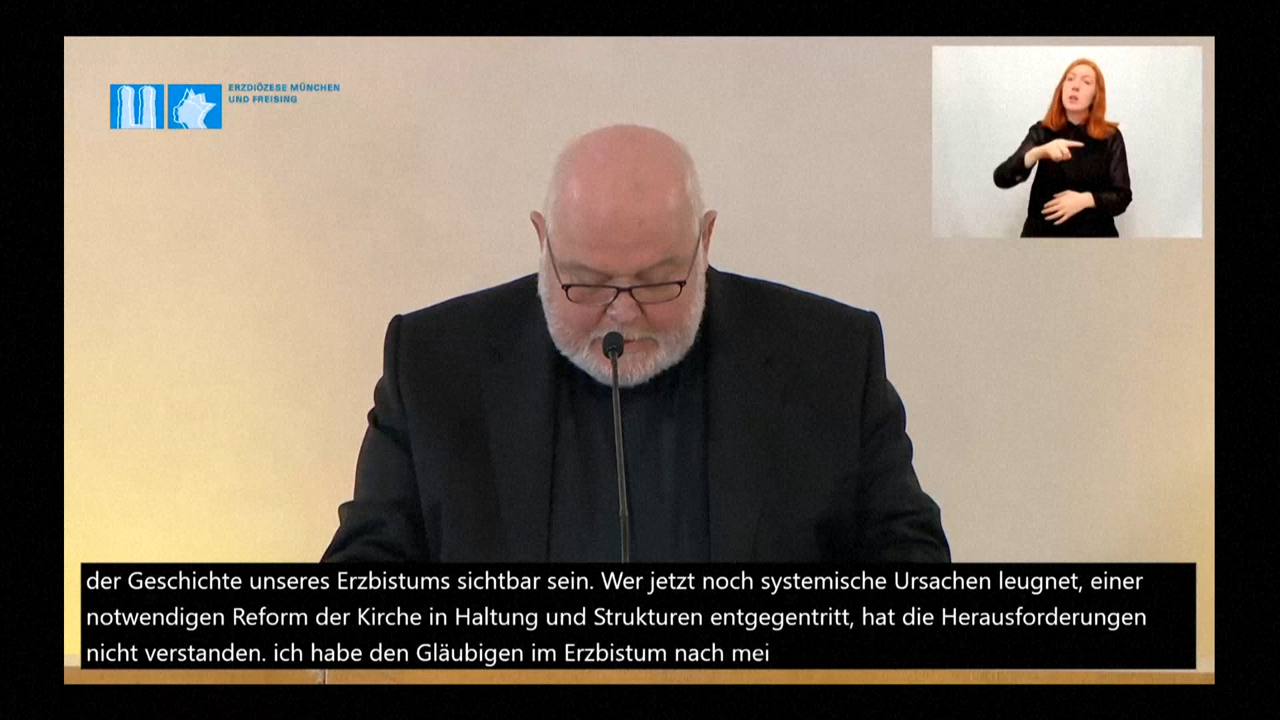 ERZDIÖZESE MÜNCHEN
UND FREISING
der Geschichte unseres Erzbistums sichtbar sein. Wer jetzt noch systemische Ursachen leugnet, einer
notwendigen Reform der Kirche in Haltung und Strukturen entgegentritt, hat die Herausforderungen
nicht verstanden. ich habe den Gläubigen im Erzbistum nach mei